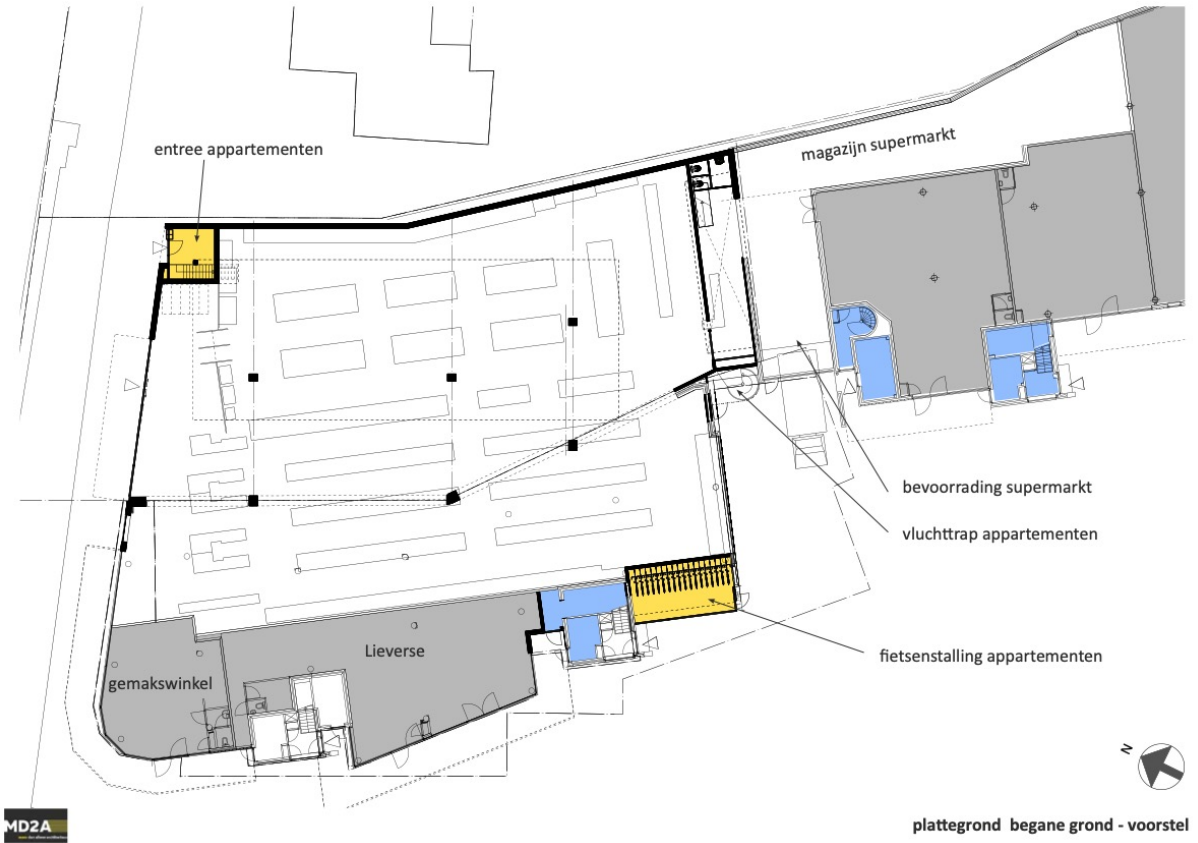 entree appartementen
magazijn supermarkt
bevoorrading supermarkt
vluchttrap appartementen
Lieverse
fietsenstalling appartementen
gemakswinkel
N
MD2A
plattegrond begane grond - voorstel